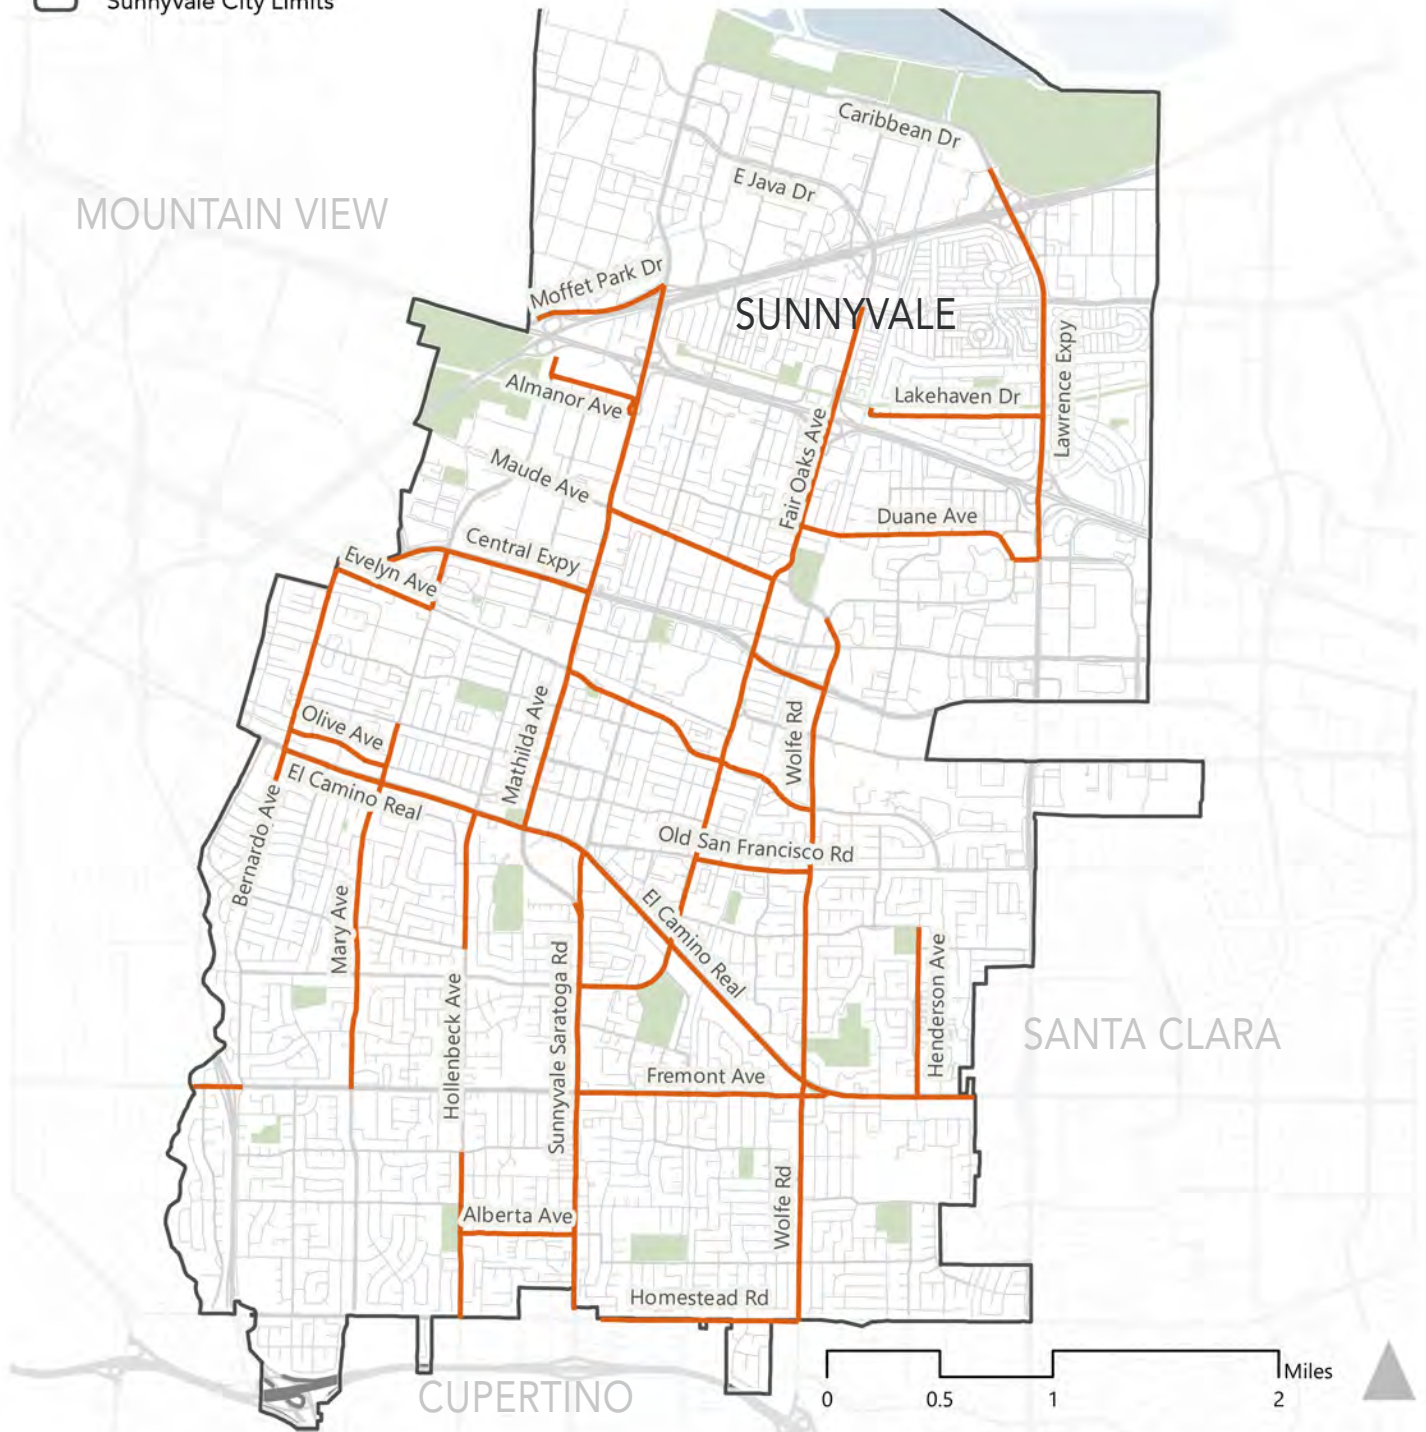 Sunnyvale City Limits
Caribbean Dr
E Java Dr
MOUNTAIN VIEW
Moffet Park Dr
SUNNYVALE
Lawrence Expy
Almanor Ave
Lakehaven Dr
Fair Oaks Ave
Maude Ave
Duane Ave
Central Expy
Evelyn Ave
Mathilda Ave
Wolfe Rd
Olive Ave
El Camino Real
Bernardo Ave
Old San Francisco Rd
Mary Ave
El Camino Real
Hollenbeck Ave
Sunnyvale Saratoga Rd
Henderson Ave
SANTA CLARA
Fremont Ave
Wolfe Rd
Alberta Ave
Homestead Rd
CUPERTINO
Miles
0 0.5 1 2